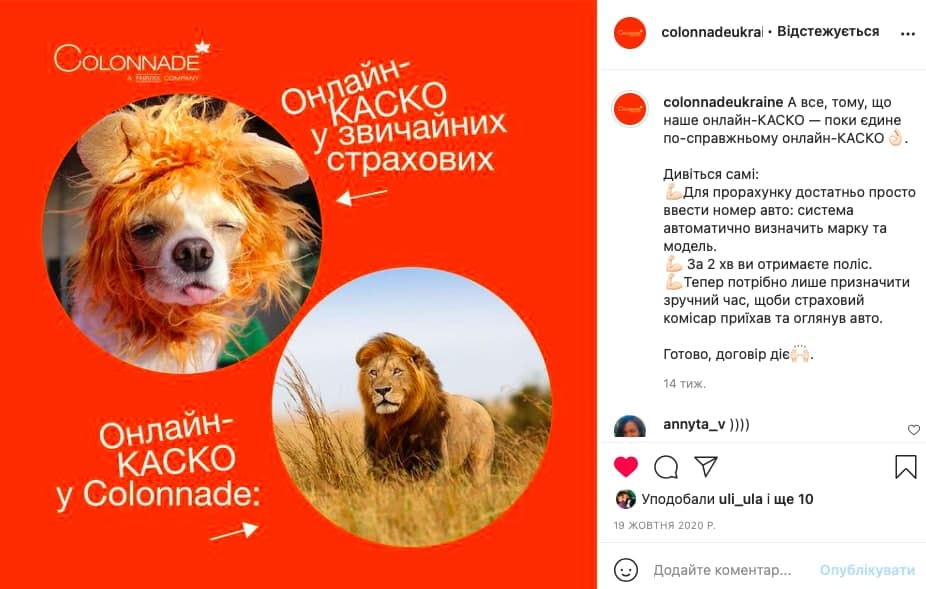 COLONNADE
A FAIRFAX COMPANY
Онлайн-
КАСКО
у звичайних
страхових
Онлайн-
КАСКО
у Colonnade:
colonnadeukrai • Відстежується
colonnadeukraine А все, тому, що
наше онлайн-КАСКО — поки єдине
по-справжньому онлайн-КАСКО👌🏻.
Дивіться самі:
💪🏻Для прорахунку достатньо просто
ввести номер авто: система
автоматично визначить марку та
модель.
💪🏻 За 2 хв ви отримаєте поліс.
💪🏻Тепер потрібно лише призначити
зручний час, щоби страховий
комісар приїхав та оглянув авто.
Готово, договір діє🙌🏻.
14 тиж.
annyta_v ))))
Уподобали uli_ula і ще 10
19 ЖОВТНЯ 2020 Р.
Додайте коментар... Опублікувати